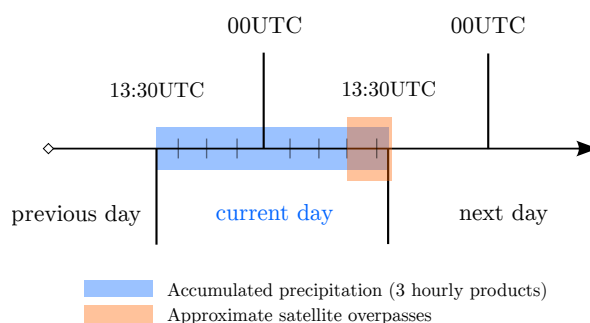 00UTC
00UTC
13:30UTC
13:30UTC
previous day
current day
next day
Accumulated precipitation (3 hourly products)
Approximate satellite overpasses